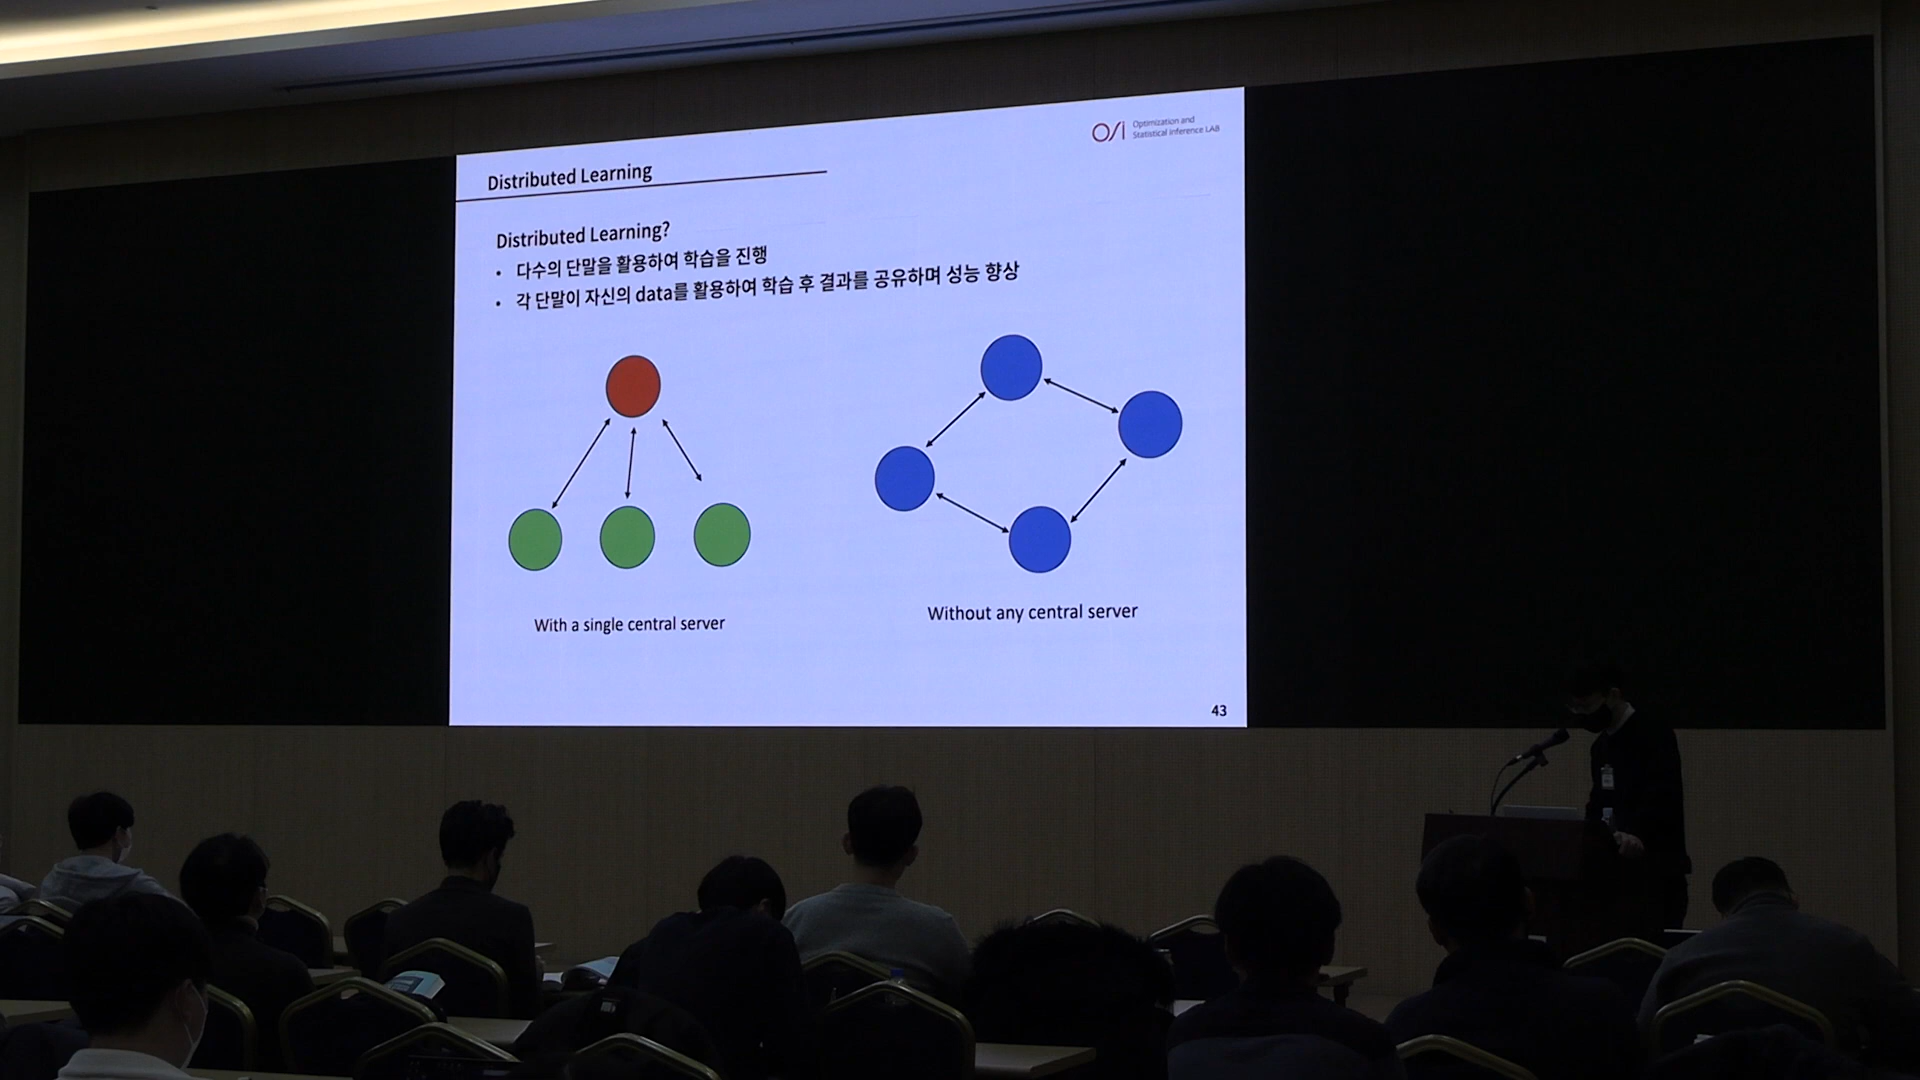 OSI Optimization and
Statistical Inference LAB
Distributed Learning
Distributed Learning?
• 다수의 단말을 활용하여 학습을 진행
• 각 단말이 자신의 data를 활용하여 학습 후 결과를 공유하며 성능 향상
With a single central server
Without any central server
43